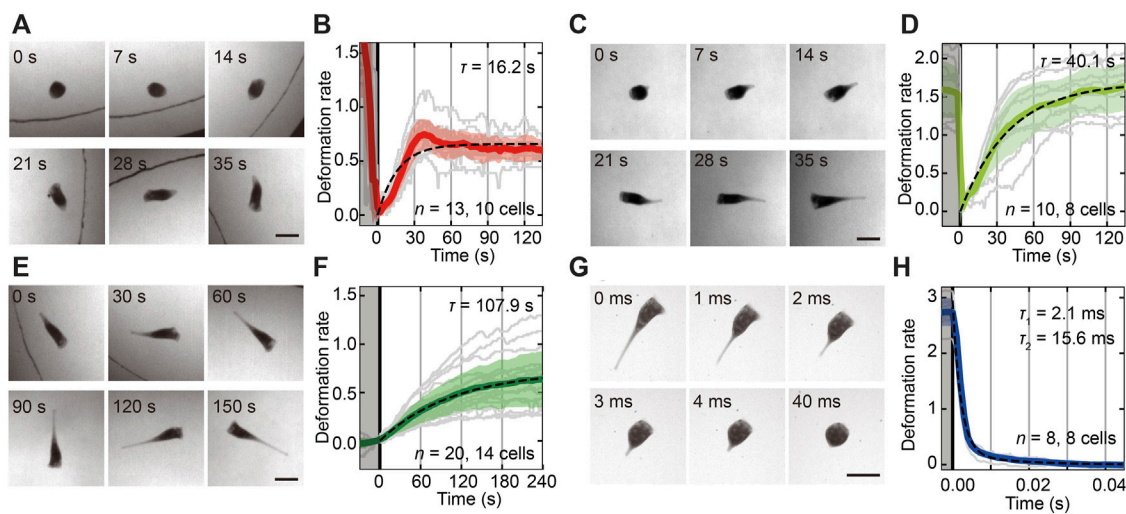 A
0 s
7 s
14 s
21 s
28 s
35 s
B
Deformation rate
1.5
1.0
0.5
0.0
τ = 16.2 s
n = 13, 10 cells
0 30 60 90 120
Time (s)
C
0 s
7 s
14 s
21 s
28 s
35 s
D
Deformation rate
2.0
1.5
1.0
0.5
0.0
τ = 40.1 s
n = 10, 8 cells
0 30 60 90 120
Time (s)
E
0 s
30 s
60 s
90 s
120 s
150 s
F
Deformation rate
1.5
1.0
0.5
0.0
τ = 107.9 s
n = 20, 14 cells
0 60 120 180 240
Time (s)
G
0 ms
1 ms
2 ms
3 ms
4 ms
40 ms
H
Deformation rate
3
2
1
0
τ1 = 2.1 ms
τ2 = 15.6 ms
n = 8, 8 cells
0.00 0.02 0.04
Time (s)